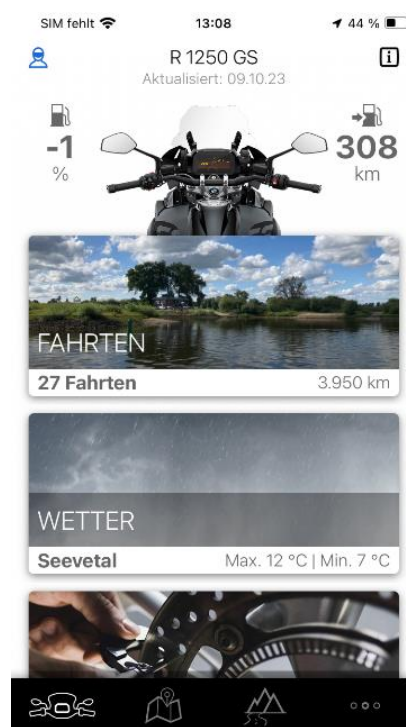 SIM fehlt 13:08 44 %
R 1250 GS
Aktualisiert: 09.10.23
-1 308
% km
FAHRTEN
27 Fahrten 3.950 km
WETTER
Seevetal Max. 12 °C | Min. 7 °C